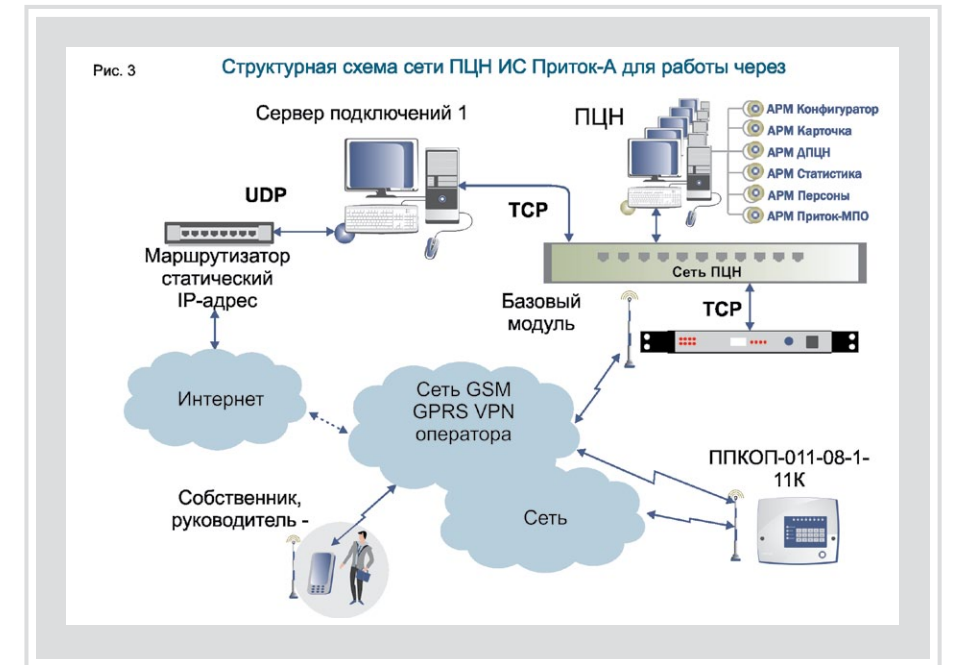 Рис. 3
Структурная схема сети ПЦН ИС Приток-А для работы через
Сервер подключений 1
ПЦН
АРМ Конфигуратор
АРМ Карточка
АРМ ДПЦН
АРМ Статистика
АРМ Персоны
АРМ Приток-МПО
UDP
TCP
Маршрутизатор
статический
IP-адрес
Сеть ПЦН
Базовый
модуль
TCP
Интернет
Сеть GSM
GPRS VPN
оператора
ППКОП-011-08-1-
11К
Собственник,
руководитель -
Сеть